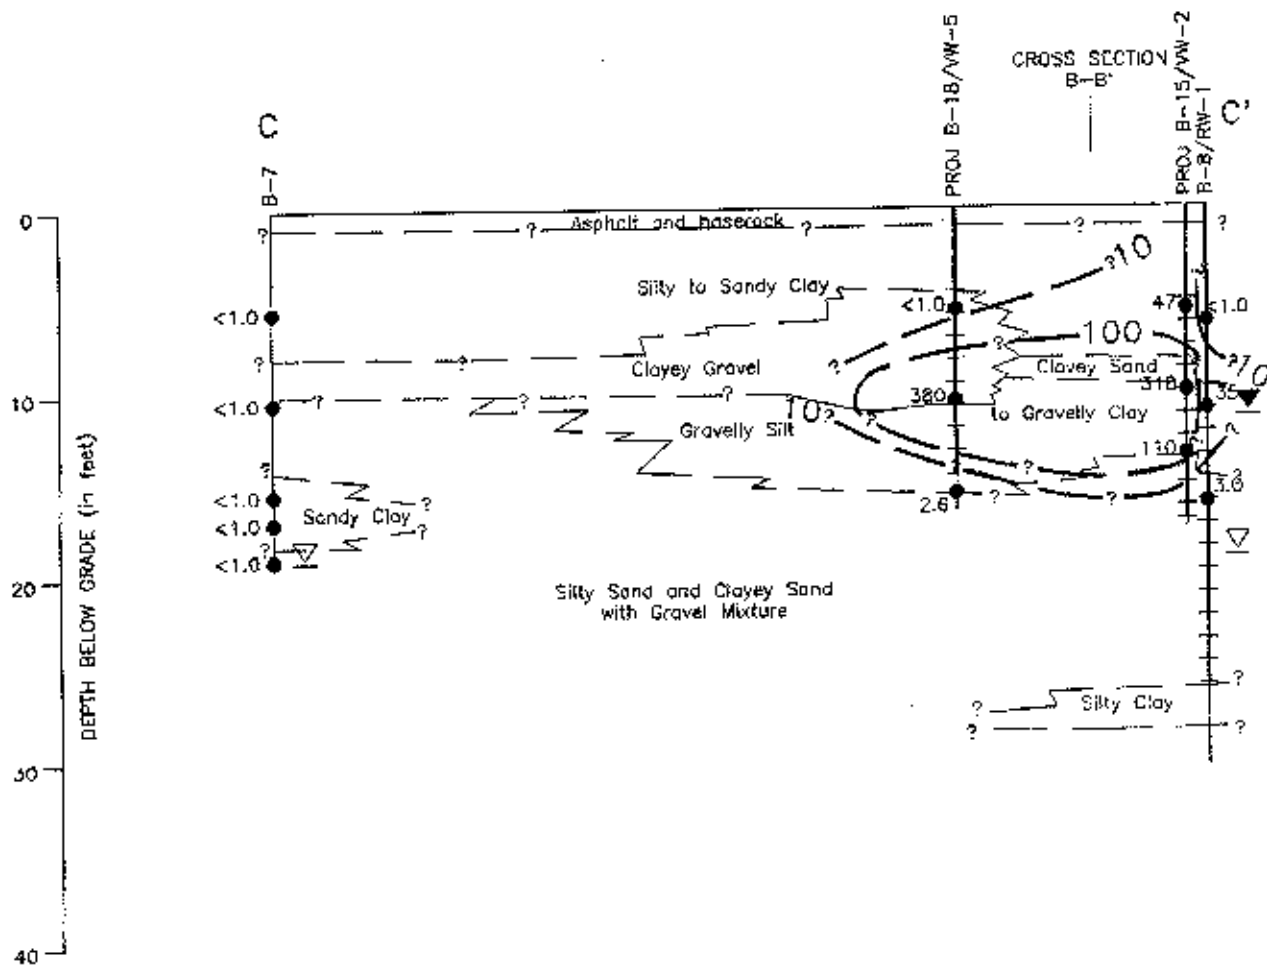 CROSS SECTION
B-B'
C
C'
B-7
PROJ B-18/VW-5
PROJ B-15/VW-2
B-8/RW-1
0
10
20
30
40
DEPTH BELOW GRADE (in feet)
? ? ? ? ?
Asphalt and baserock
?10
Silty to Sandy Clay
<1.0
<1.0
47
<1.0
100
? ?
Clayey Gravel
?
Clayey Sand
?
?10
<1.0
? ?
380
318
35
10?
?
to Gravelly Clay
Gravelly Silt
110
?
?
<1.0
?
2.6
? ?
3.0
?
Sandy Clay
<1.0
?
?
<1.0
Silty Sand and Clayey Sand
with Gravel Mixture
?
?
Silty Clay
?
?